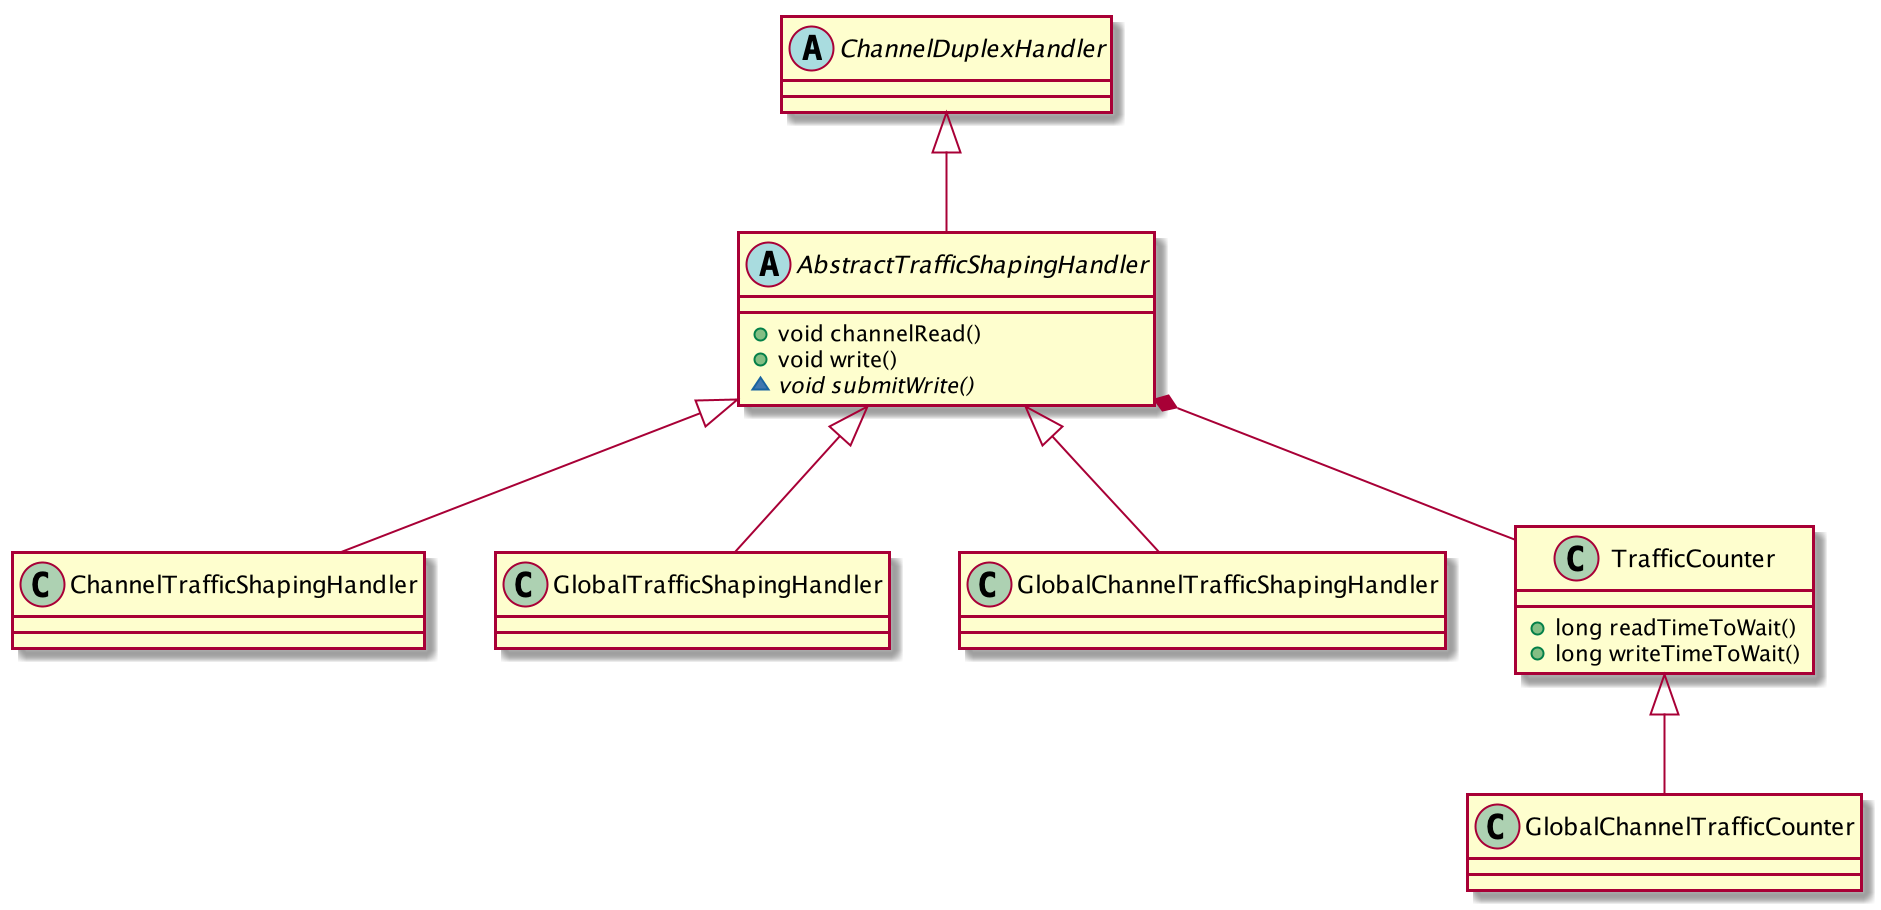 A ChannelDuplexHandler
A AbstractTrafficShapingHandler
void channelRead()
void write()
void submitWrite()
C ChannelTrafficShapingHandler
C GlobalTrafficShapingHandler
C GlobalChannelTrafficShapingHandler
C TrafficCounter
long readTimeToWait()
long writeTimeToWait()
C GlobalChannelTrafficCounter